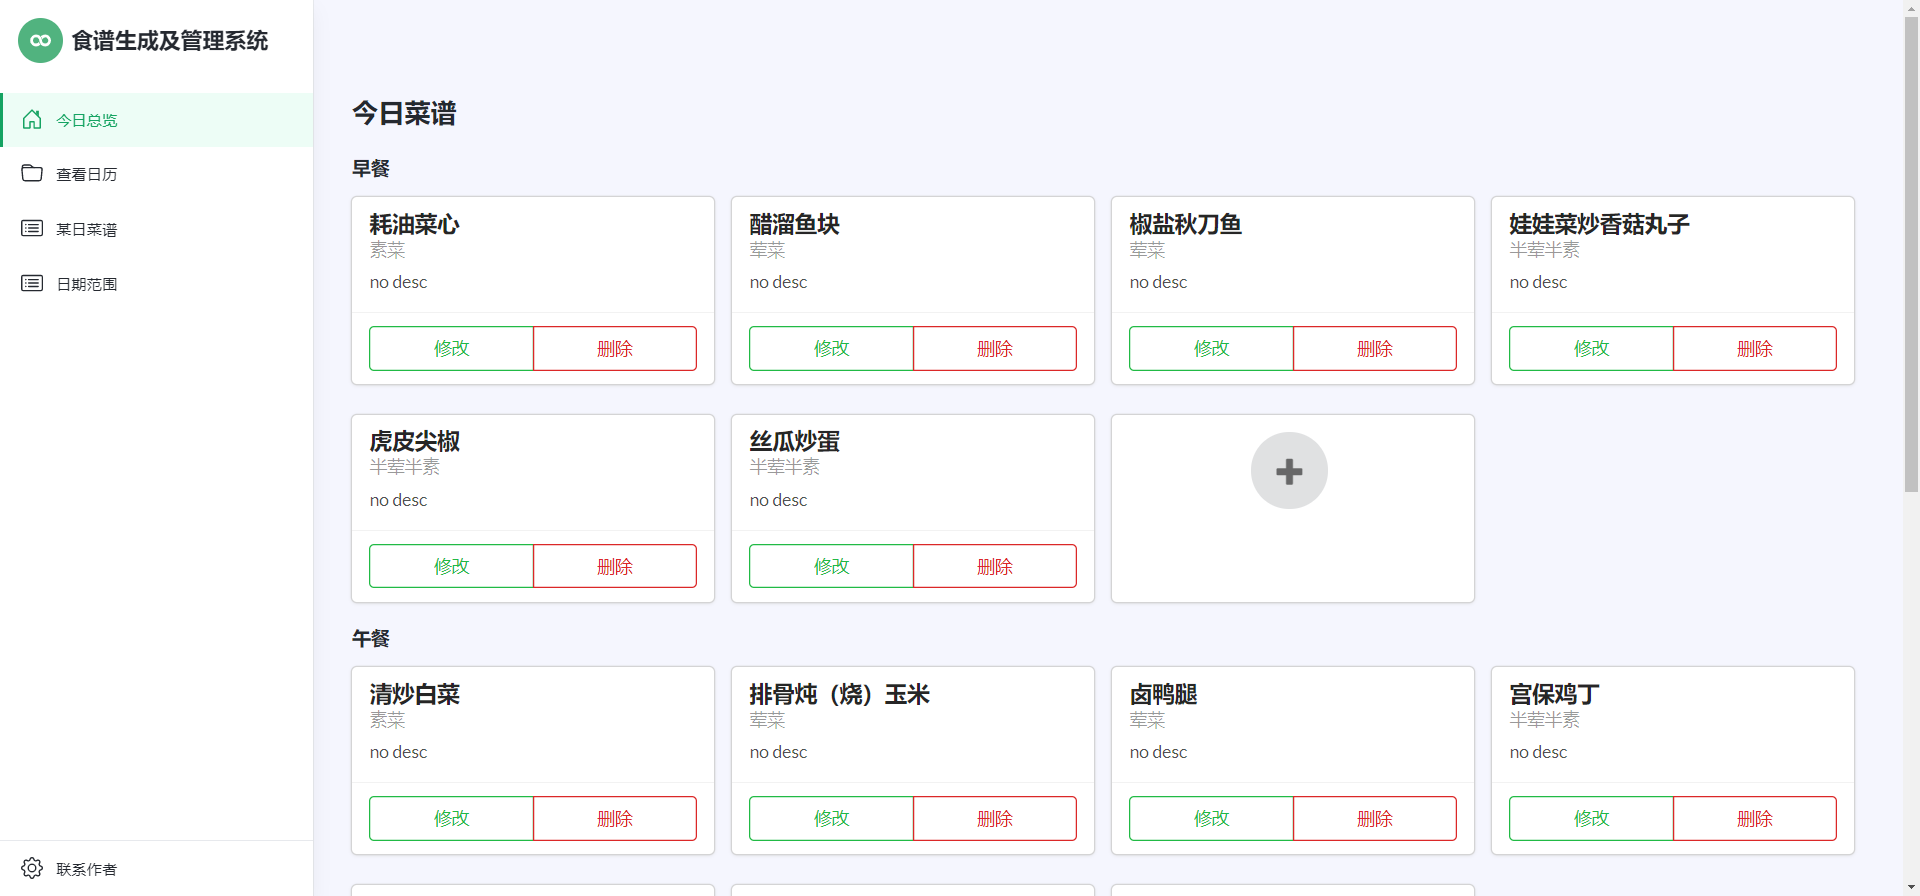 食谱生成及管理系统
今日总览
查看日历
某日菜谱
日期范围
联系作者
今日菜谱
早餐
耗油菜心
素菜
no desc
修改 删除
醋溜鱼块
荤菜
no desc
修改 删除
椒盐秋刀鱼
荤菜
no desc
修改 删除
娃娃菜炒香菇丸子
半荤半素
no desc
修改 删除
虎皮尖椒
半荤半素
no desc
修改 删除
丝瓜炒蛋
半荤半素
no desc
修改 删除
午餐
清炒白菜
素菜
no desc
修改 删除
排骨炖（烧）玉米
荤菜
no desc
修改 删除
卤鸭腿
荤菜
no desc
修改 删除
宫保鸡丁
半荤半素
no desc
修改 删除